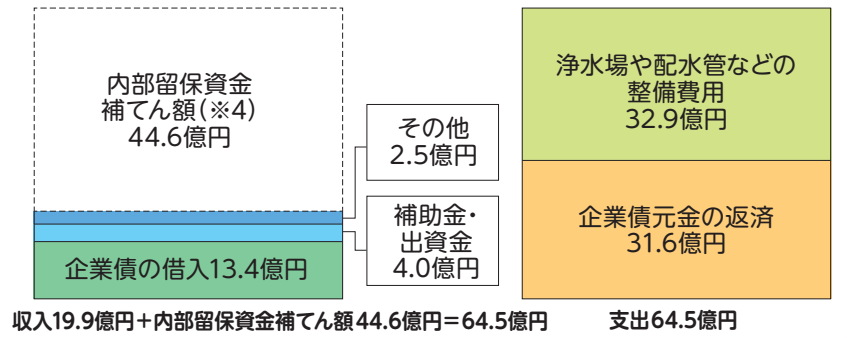 内部留保資金
補てん額(※4)
44.6億円
その他
2.5億円
補助金・
出資金
4.0億円
企業債の借入13.4億円
浄水場や配水管などの
整備費用
32.9億円
企業債元金の返済
31.6億円
収入19.9億円+内部留保資金補てん額44.6億円=64.5億円
支出64.5億円